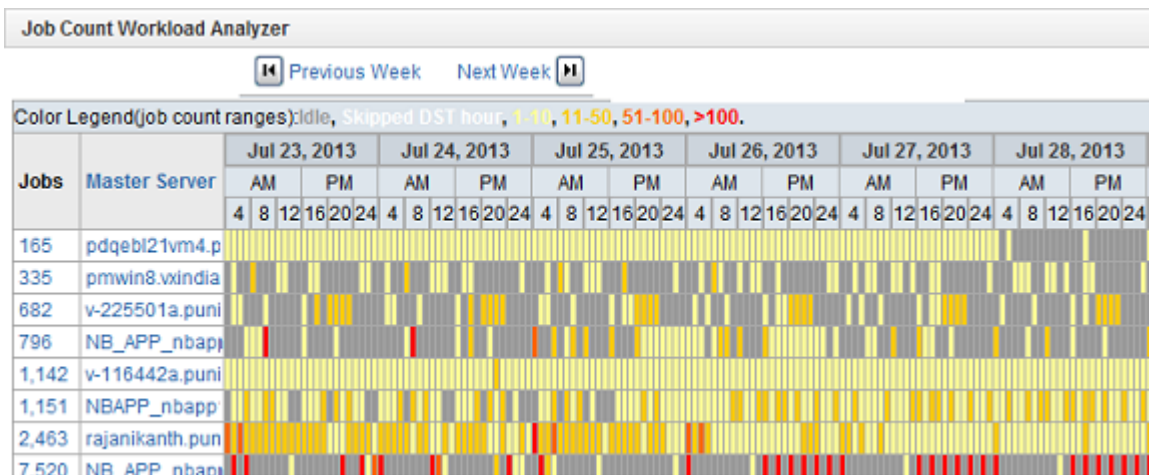 Job Count Workload Analyzer
Previous Week Next Week
Color Legend(job count ranges):Idle, Skipped DST hour, 1-10, 11-50, 51-100, >100.
Jul 23, 2013 Jul 24, 2013 Jul 25, 2013 Jul 26, 2013 Jul 27, 2013 Jul 28, 2013
Jobs Master Server AM PM AM PM AM PM AM PM AM PM AM PM
4 8 12 16 20 24 4 8 12 16 20 24 4 8 12 16 20 24 4 8 12 16 20 24 4 8 12 16 20 24 4 8 12 16 20 24
165 pdqebl21vm4.p
335 pmwin8.vxindia
682 v-225501a.puni
796 NB_APP_nbapp
1,142 v-116442a.puni
1,151 NBAPP_nbapp
2,463 rajanikanth.pun
7,520 NB_APP_nbapp